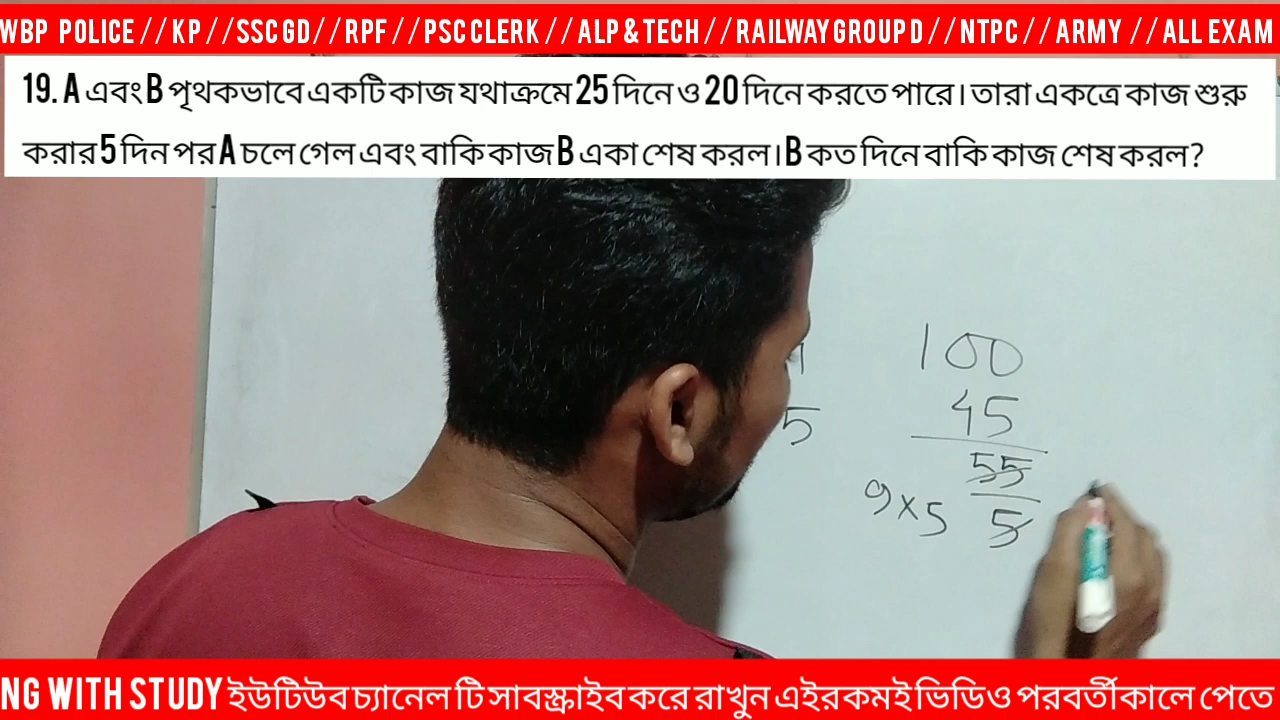 WBP POLICE // KP // SSC GD // RPF // PSC CLERK // ALP & TECH // RAILWAY GROUP D // NTPC // ARMY // ALL EXAM
19. A এবং B পৃথকভাবে একটি কাজ যথাক্রমে 25 দিনে ও 20 দিনে করতে পারে। তারা একত্রে কাজ শুরু
করার 5 দিন পর A চলে গেল এবং বাকি কাজ B একা শেষ করল। B কত দিনে বাকি কাজ শেষ করল?
100
5 45
55
9 x 5 5
NG WITH STUDY ইউটিউব চ্যানেল টি সাবস্ক্রাইব করে রাখুন এইরকমই ভিডিও পরবর্তীকালে পেতে